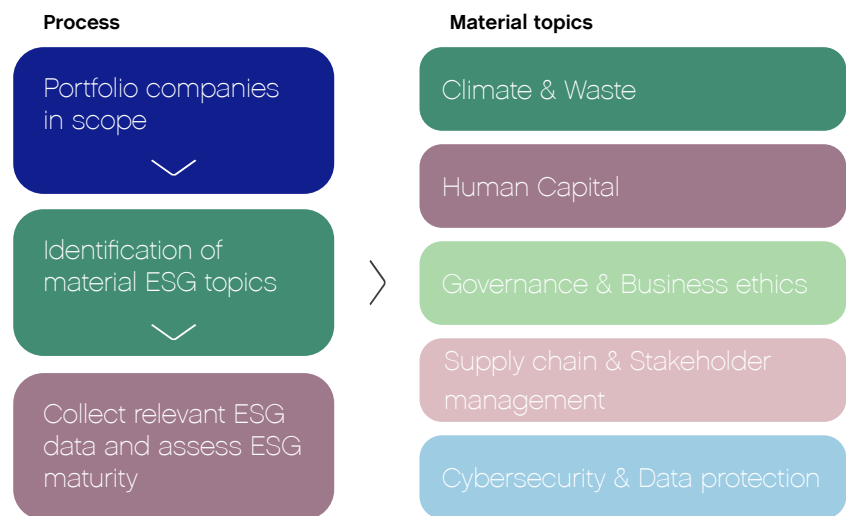 Process
Portfolio companies
in scope
Identification of
material ESG topics
Collect relevant ESG
data and assess ESG
maturity
Material topics
Climate & Waste
Human Capital
Governance & Business ethics
Supply chain & Stakeholder
management
Cybersecurity & Data protection